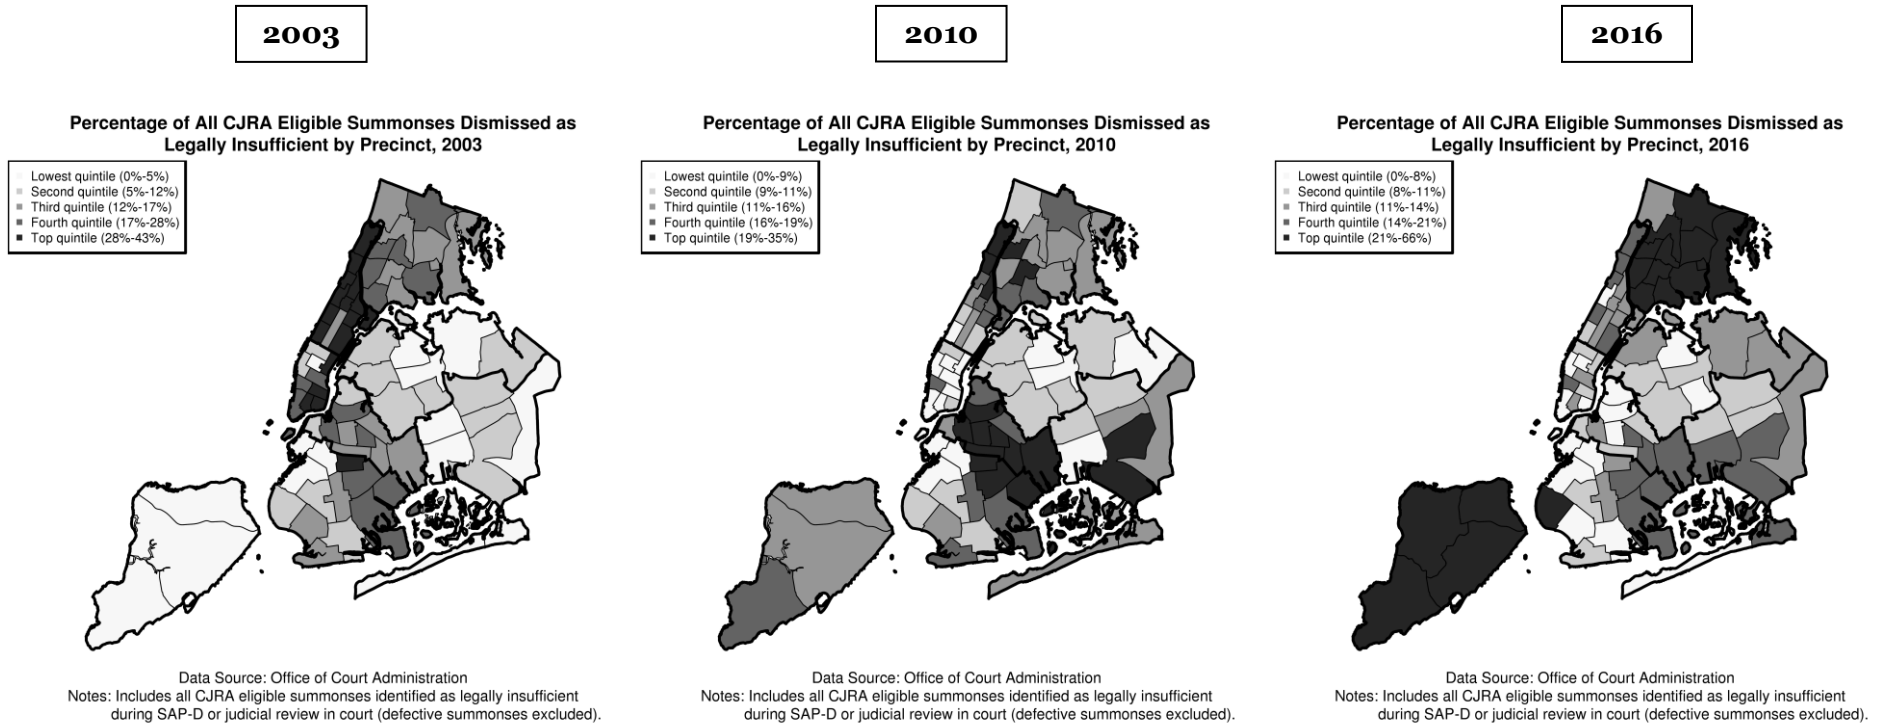 2003
Percentage of All CJRA Eligible Summonses Dismissed as
Legally Insufficient by Precinct, 2003
Lowest quintile (0%-5%)
Second quintile (5%-12%)
Third quintile (12%-17%)
Fourth quintile (17%-28%)
Top quintile (28%-43%)
Data Source: Office of Court Administration
Notes: Includes all CJRA eligible summonses identified as legally insufficient
during SAP-D or judicial review in court (defective summonses excluded).
2010
Percentage of All CJRA Eligible Summonses Dismissed as
Legally Insufficient by Precinct, 2010
Lowest quintile (0%-9%)
Second quintile (9%-11%)
Third quintile (11%-16%)
Fourth quintile (16%-19%)
Top quintile (19%-35%)
Data Source: Office of Court Administration
Notes: Includes all CJRA eligible summonses identified as legally insufficient
during SAP-D or judicial review in court (defective summonses excluded).
2016
Percentage of All CJRA Eligible Summonses Dismissed as
Legally Insufficient by Precinct, 2016
Lowest quintile (0%-8%)
Second quintile (8%-11%)
Third quintile (11%-14%)
Fourth quintile (14%-21%)
Top quintile (21%-66%)
Data Source: Office of Court Administration
Notes: Includes all CJRA eligible summonses identified as legally insufficient
during SAP-D or judicial review in court (defective summonses excluded).